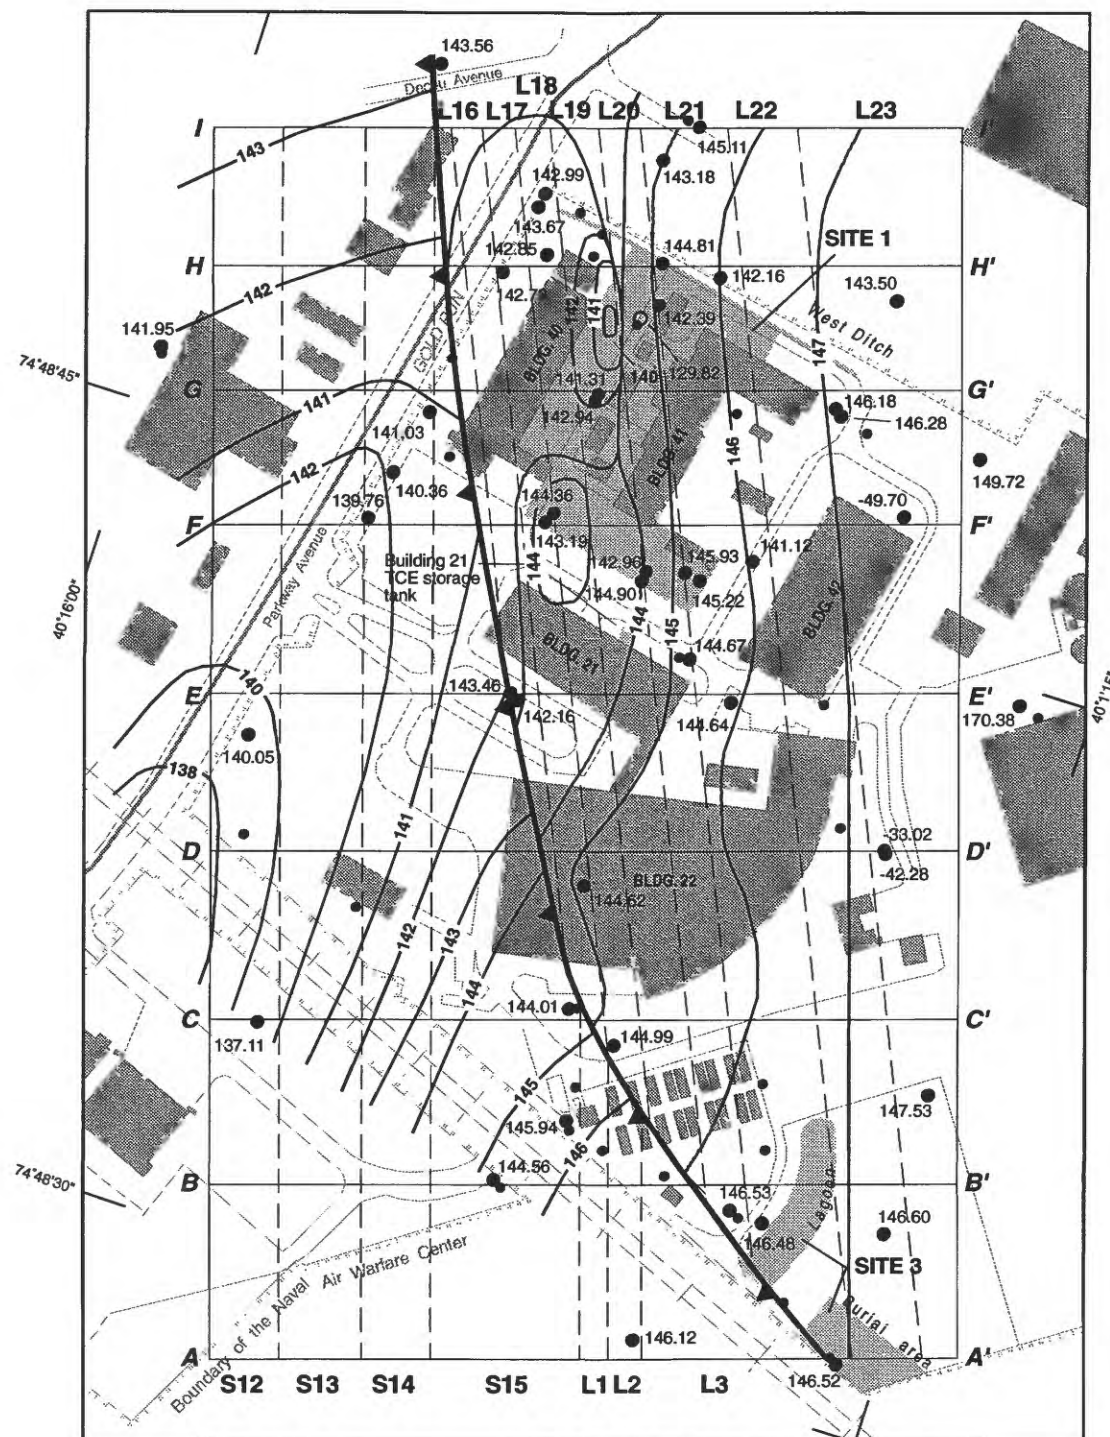 143.56
Decou Avenue
L18
L16 L17 L19 L20 L21 L22 L23
I I'
143
145.11
142.99
143.18
143.67
SITE 1
142.85
144.81
H H'
142.79
142.16
143.50
142
142
141
West Ditch
GOLD RUN
BLDG. 40
142.39
147
141.95
74°48'45"
140
129.82
G G'
141.31
146.18
142.94
146.28
141
141.03
BLDG. 41
146
142
140.36
149.72
139.76
144.36
-49.70
F F'
143.19
Building 21
TCE storage
tank
144
142.96
145.93
141.12
144.90
145.22
Parkway Avenue
40°16'00"
144
145
BLDG. 42
BLDG. 21
144.67
140
E E'
143.46
142.16
144.64
170.38
40°1'15"
140.05
138
141
D D'
-33.02
-42.28
BLDG. 22
144.62
142
143
144
144.01
C C'
144.99
137.11
145
147.53
145.94
146
144.56
74°48'30"
B B'
146.53
146.48
Lagoon
146.60
SITE 3
Boundary of the Naval Air Warfare Center
Burial area
146.12
A A'
146.52
S12 S13 S14 S15 L1 L2 L3